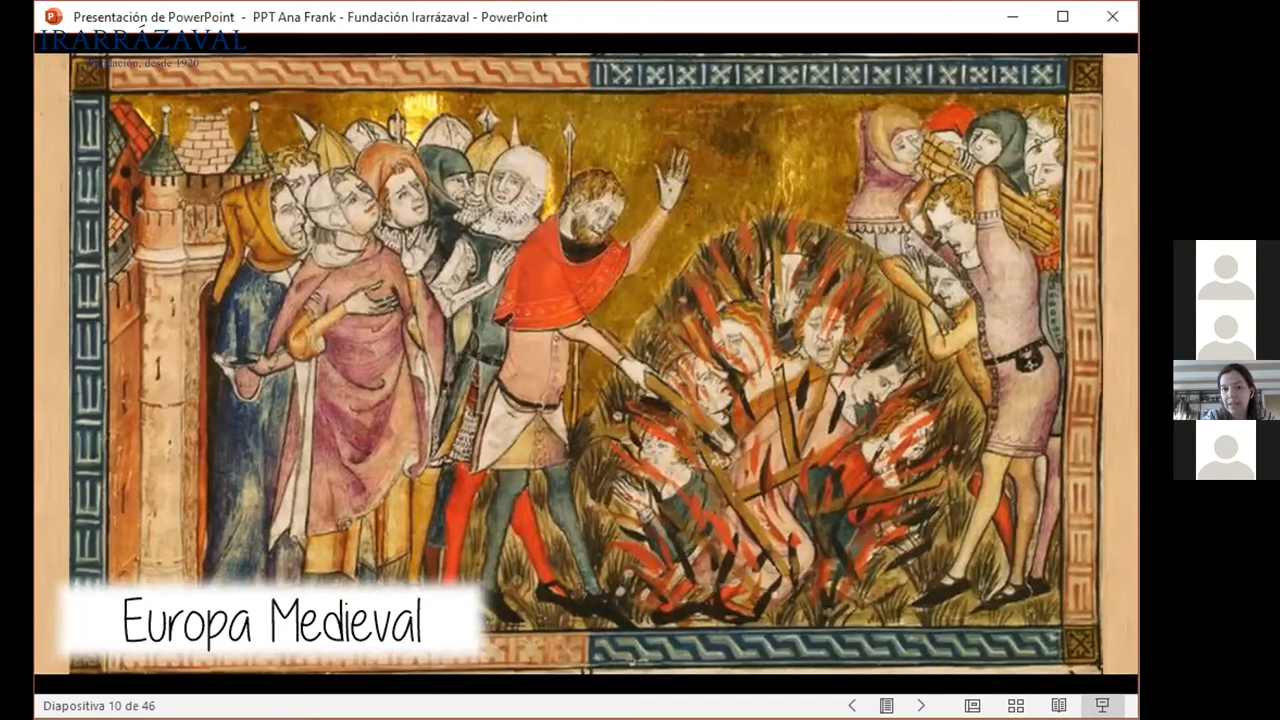 Presentación de PowerPoint - PPT Ana Frank - Fundación Irarrázaval - PowerPoint
IRARRÁZAVAL
Fundación, desde 1920
Europa Medieval
Diapositiva 10 de 46